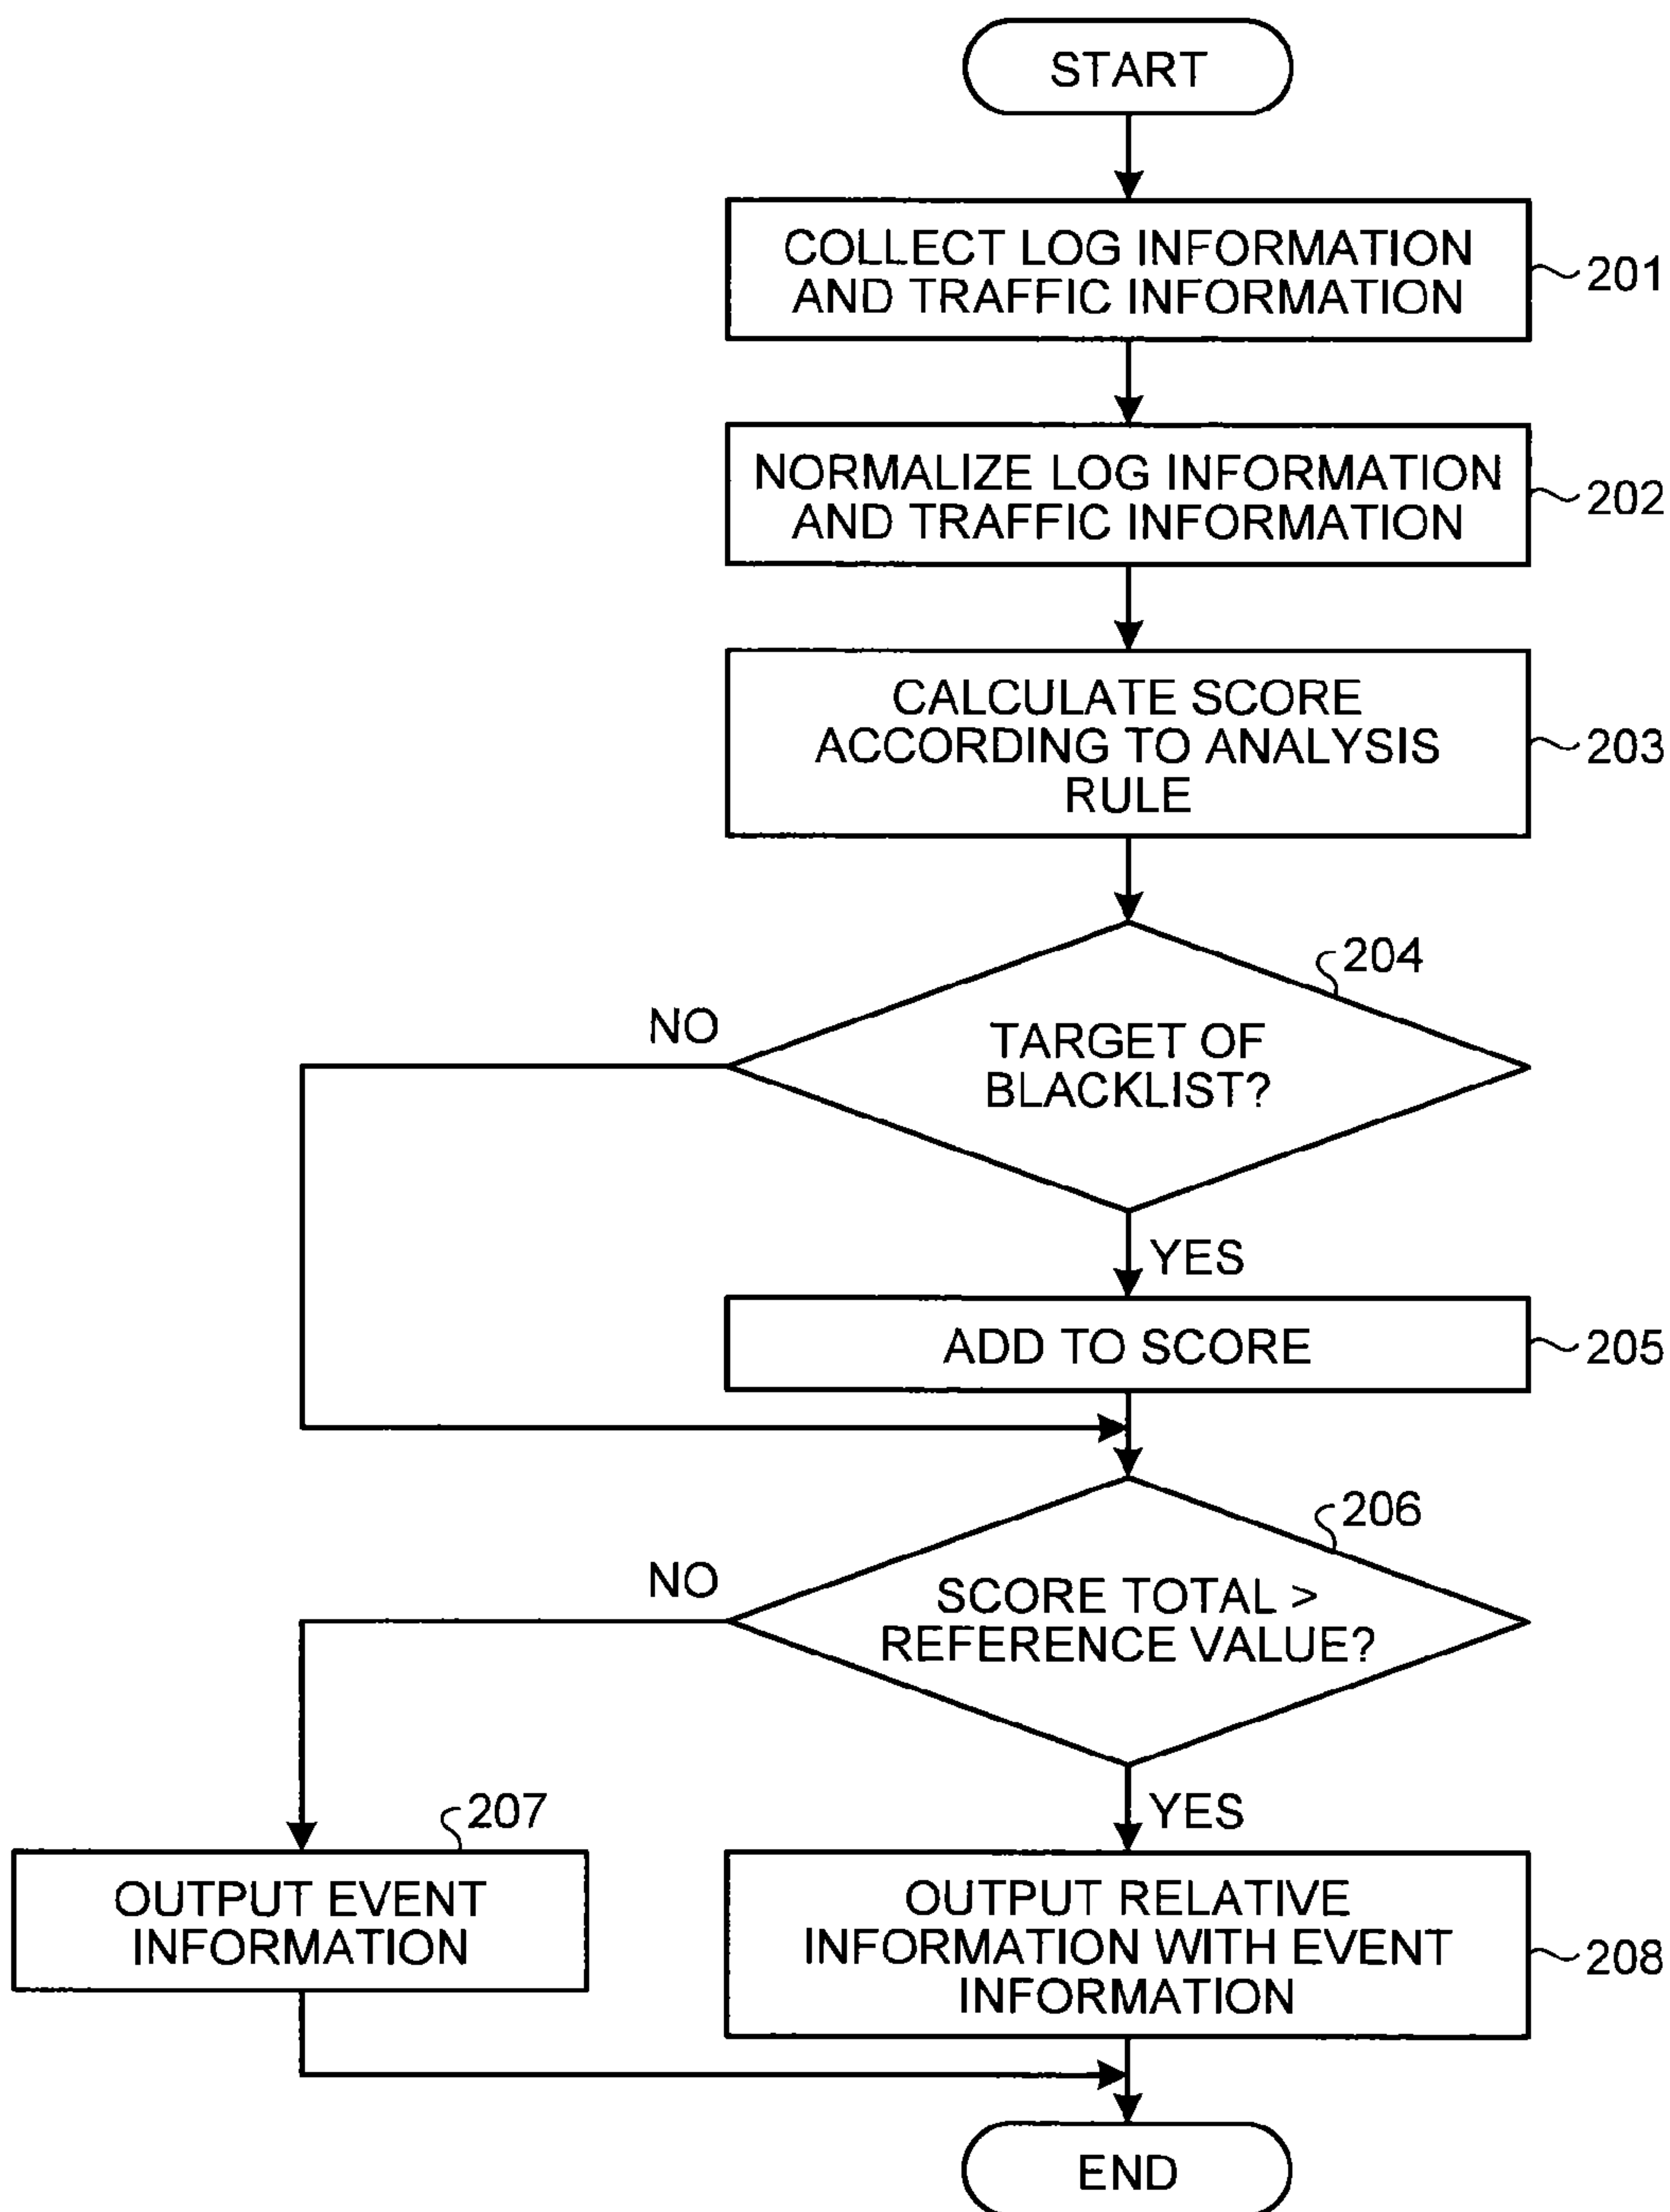 START
COLLECT LOG INFORMATION
AND TRAFFIC INFORMATION
201
NORMALIZE LOG INFORMATION
AND TRAFFIC INFORMATION
202
CALCULATE SCORE
ACCORDING TO ANALYSIS
RULE
203
204
NO
TARGET OF
BLACKLIST?
YES
ADD TO SCORE
205
206
NO
SCORE TOTAL >
REFERENCE VALUE?
YES
207
OUTPUT EVENT
INFORMATION
OUTPUT RELATIVE
INFORMATION WITH EVENT
INFORMATION
208
END